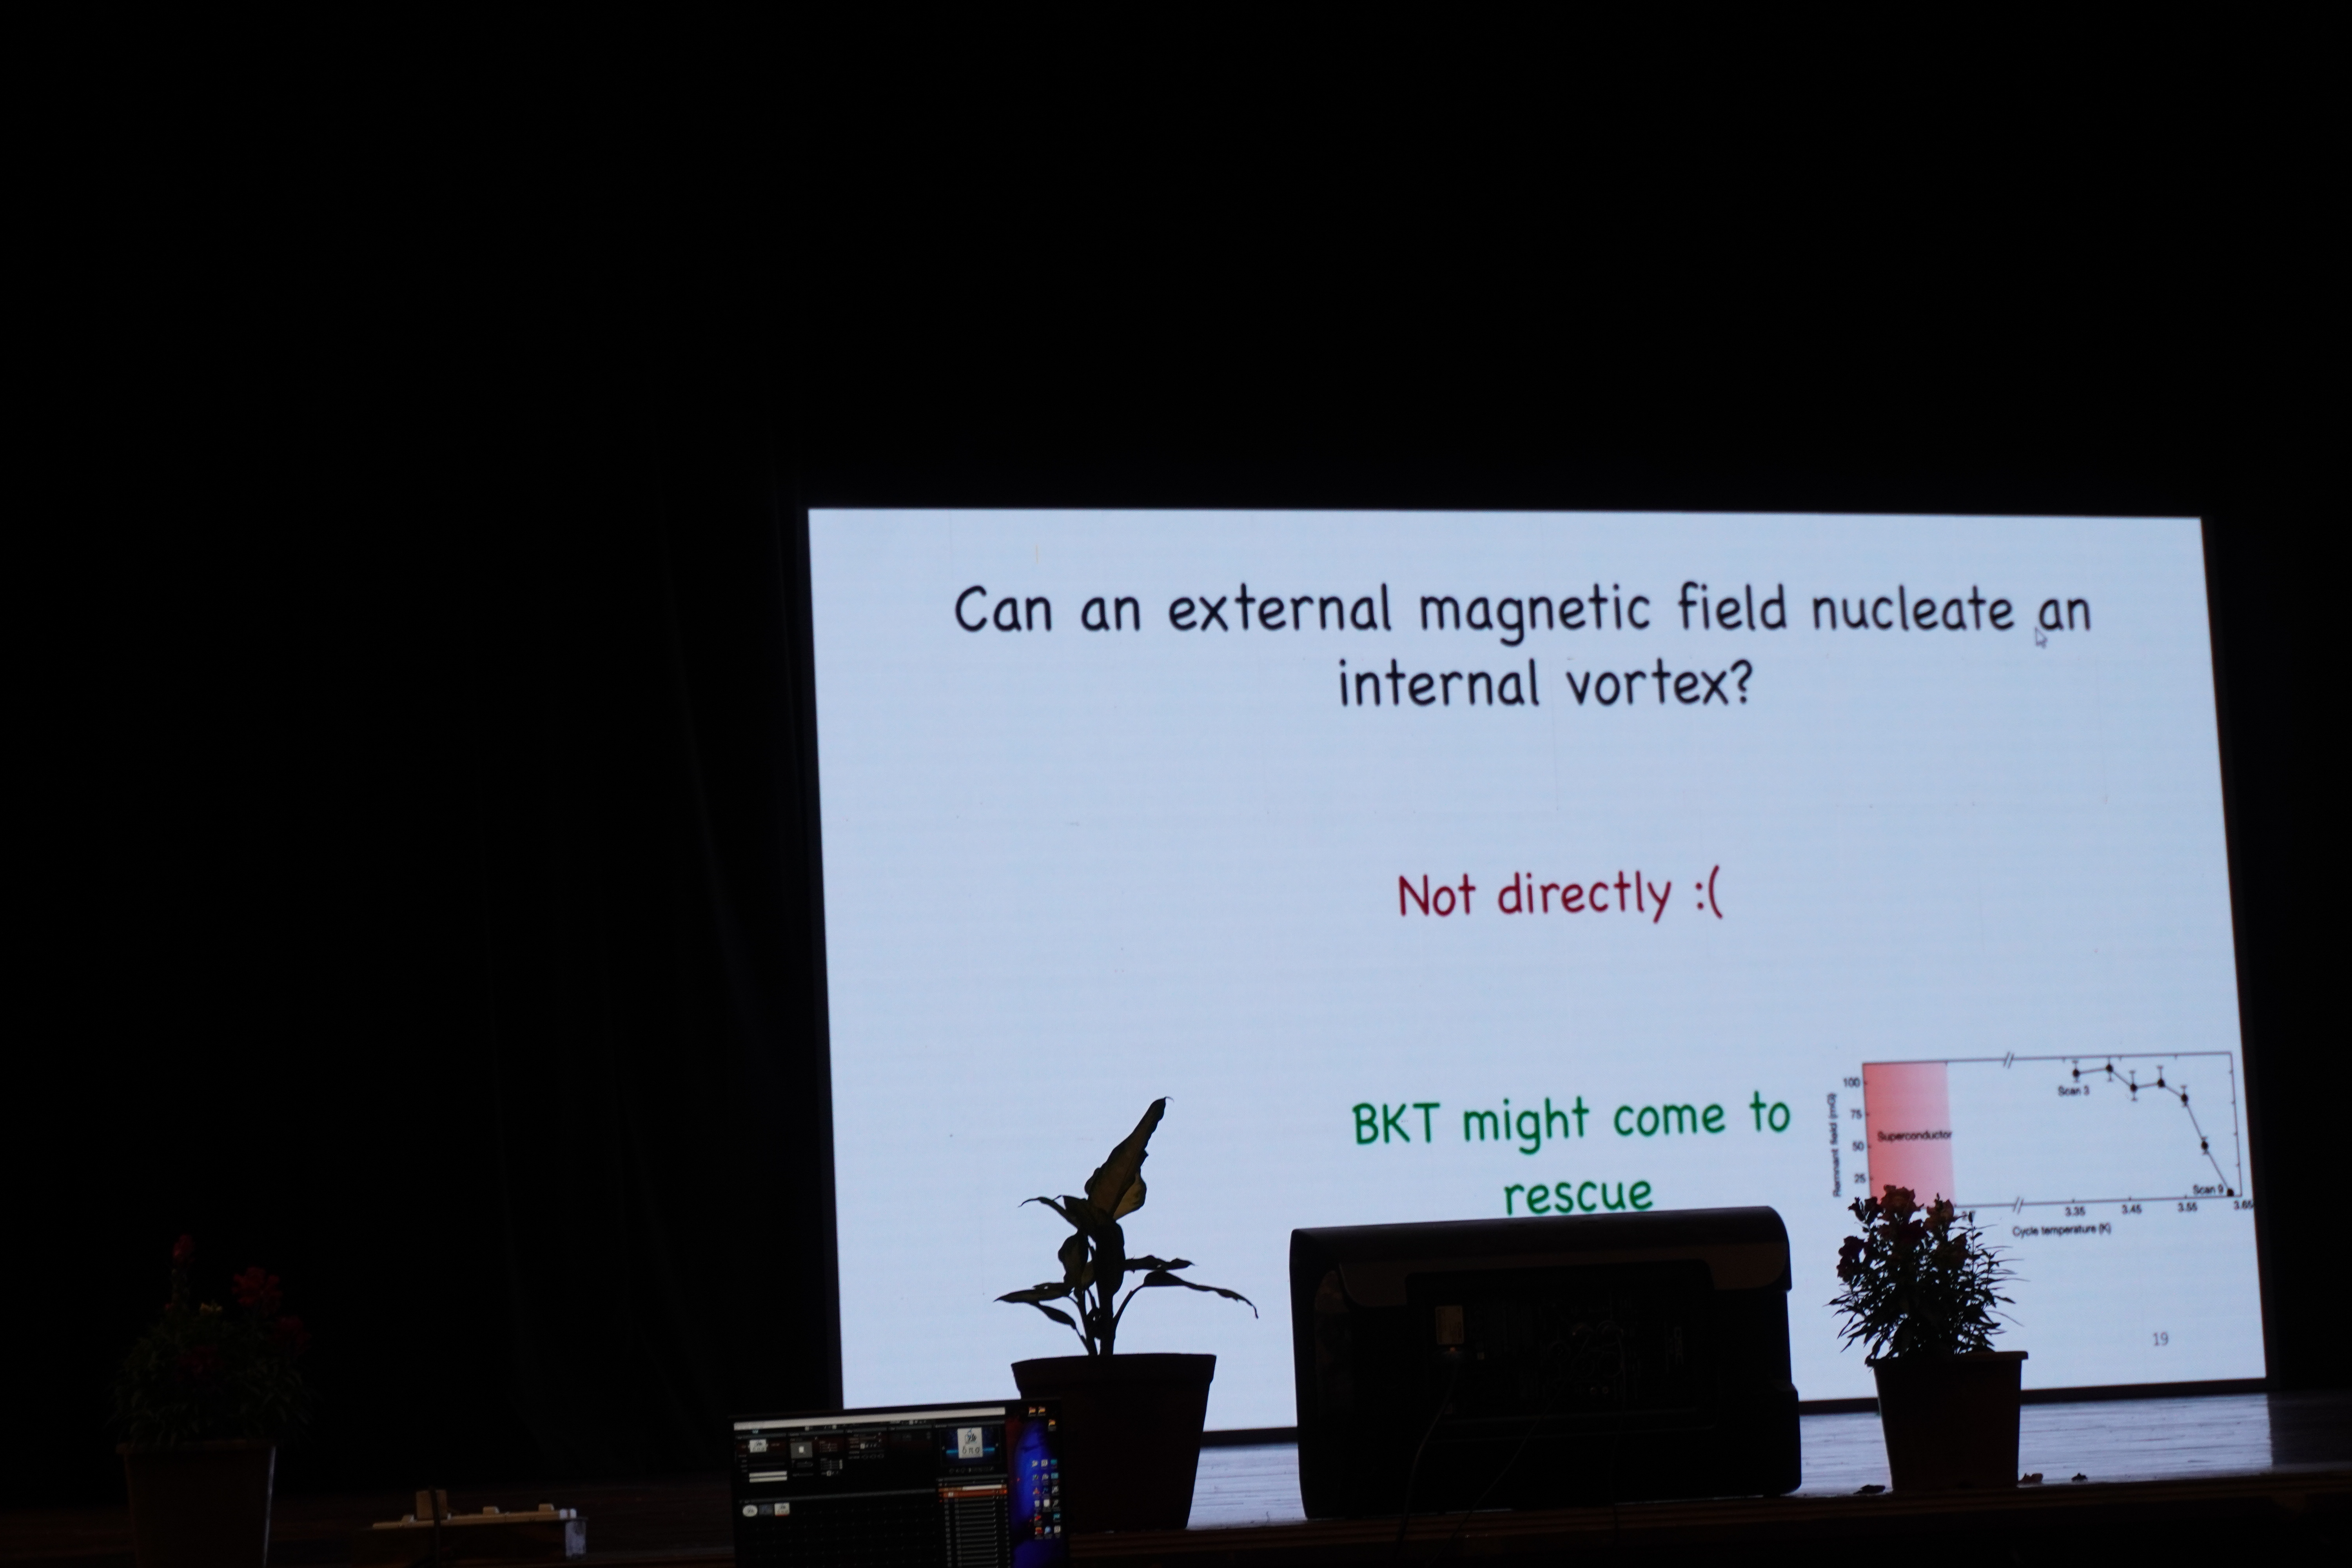 Can an external magnetic field nucleate an
internal vortex?
Not directly :(
BKT might come to
rescue
Remnant field (mG)
100
75
50
25
Superconductor
Scan 3
Scan 9
3.35
3.45
3.55
3.65
Cycle temperature (K)
19